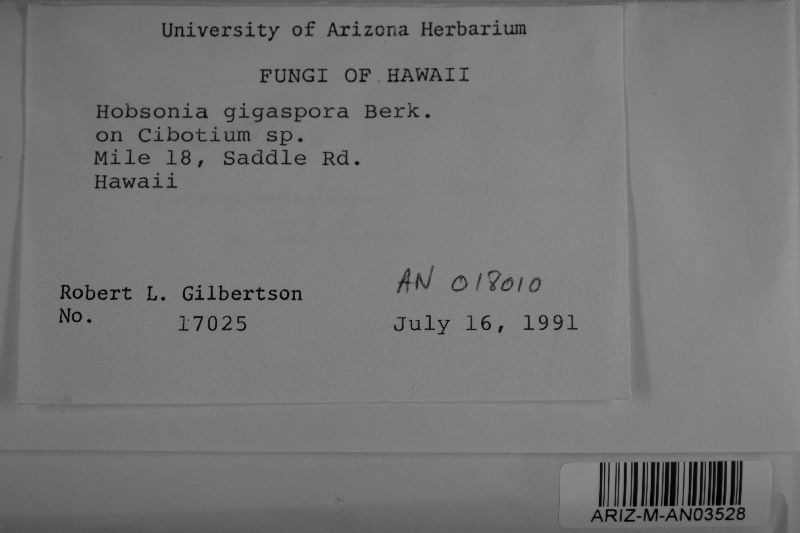 University of Arizona Herbarium
FUNGI OF HAWAII
Hobsonia gigaspora Berk.
on Cibotium sp.
Mile 18, Saddle Rd.
Hawaii
Robert L. Gilbertson
No. 17025
AN 018010
July 16, 1991
ARIZ-M-AN03528